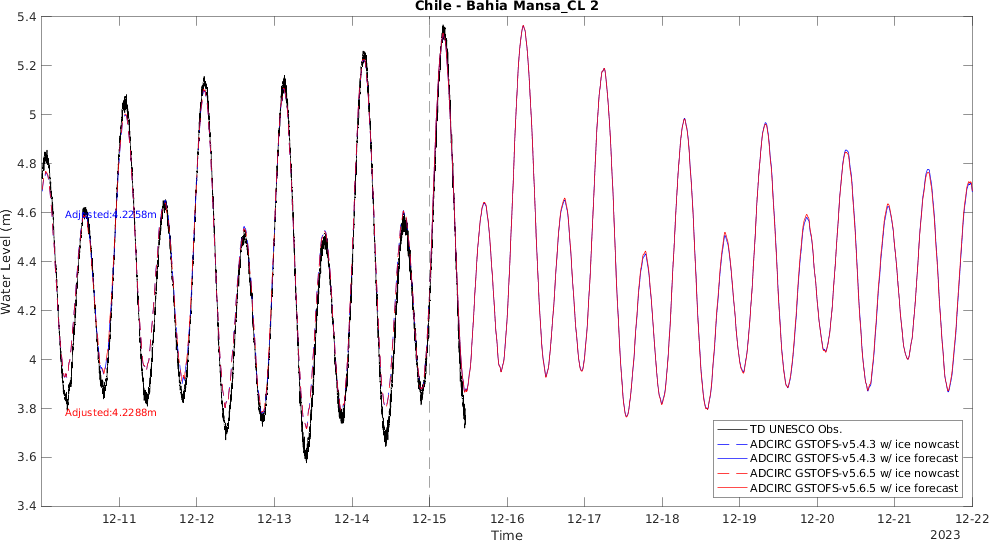 Chile - Bahia Mansa_CL 2
5.4
5.2
5
4.8
4.6
4.4
4.2
4
3.8
3.6
3.4
Water Level (m)
Adjusted:4.2258m
Adjusted:4.2288m
TD UNESCO Obs.
ADCIRC GSTOFS-v5.4.3 w/ ice nowcast
ADCIRC GSTOFS-v5.4.3 w/ ice forecast
ADCIRC GSTOFS-v5.6.5 w/ ice nowcast
ADCIRC GSTOFS-v5.6.5 w/ ice forecast
12-11 12-12 12-13 12-14 12-15 12-16 12-17 12-18 12-19 12-20 12-21 12-22
Time
2023